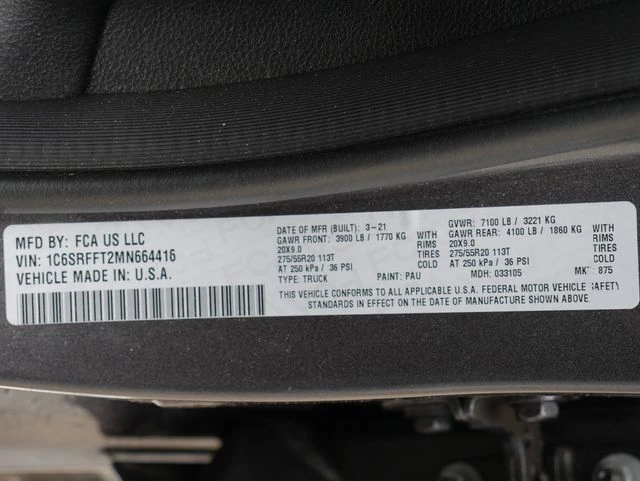 MFD BY: FCA US LLC
VIN: 1C6SRFFT2MN664416
VEHICLE MADE IN U.S.A.
DATE OF MFR (BUILT): 3-21
GAWR FRONT: 3900 LB / 1770 KG WITH
20X9.0 RIMS
275/55R20 113T TIRES
AT 250 kPa / 36 PSI COLD
TYPE: TRUCK PAINT: PAU
GVWR: 7100 LB / 3221 KG
GAWR REAR: 4100 LB / 1860 KG WITH
20X9.0 RIMS
275/55R20 113T TIRES
AT 250 kPa / 36 PSI COLD
MDH: 033105 MKT: 875
THIS VEHICLE CONFORMS TO ALL APPLICABLE U.S.A. FEDERAL MOTOR VEHICLE SAFETY
STANDARDS IN EFFECT ON THE DATE OF MANUFACTURE SHOWN ABOVE.